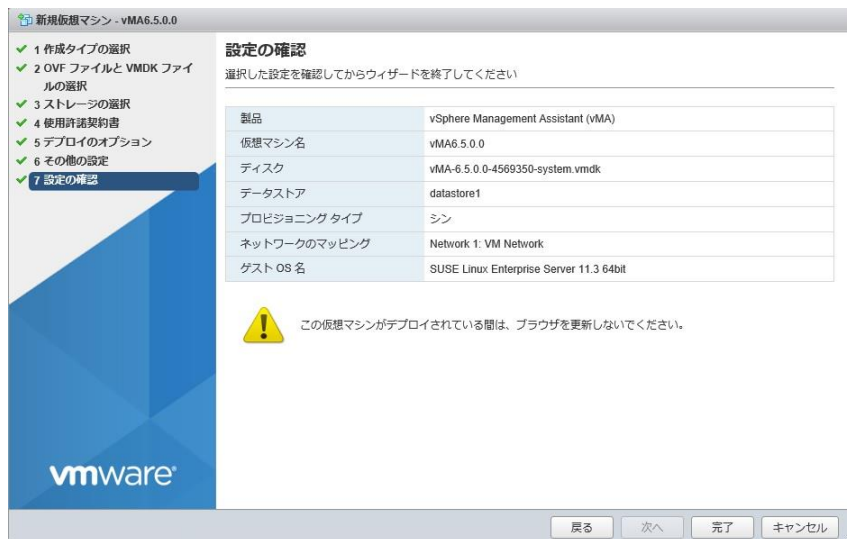 新規仮想マシン - vMA6.5.0.0
1 作成タイプの選択
2 OVF ファイルと VMDK ファイ
ルの選択
3 ストレージの選択
4 使用許諾契約書
5 デプロイのオプション
6 その他の設定
7 設定の確認
設定の確認
選択した設定を確認してからウィザードを終了してください
製品 vSphere Management Assistant (vMA)
仮想マシン名 vMA6.5.0.0
ディスク vMA-6.5.0.0-4569350-system.vmdk
データストア datastore1
プロビジョニング タイプ シン
ネットワークのマッピング Network 1: VM Network
ゲスト OS 名 SUSE Linux Enterprise Server 11.3 64bit
この仮想マシンがデプロイされている間は、ブラウザを更新しないでください。
vmware®
戻る 次へ 完了 キャンセル